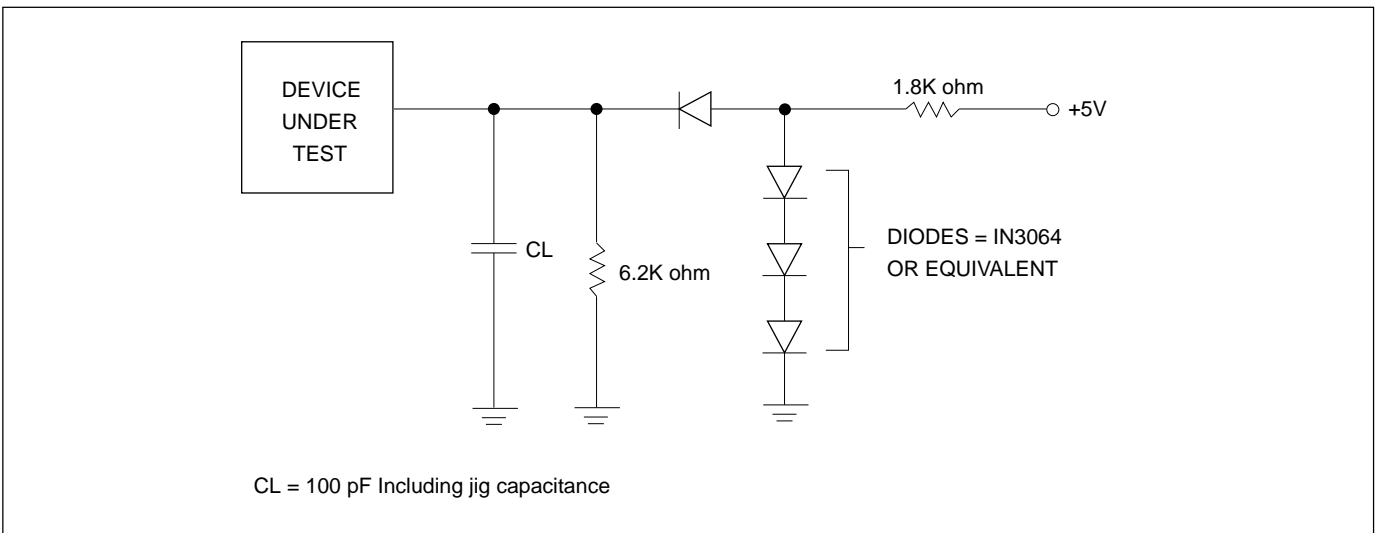 DEVICE
UNDER
TEST
1.8K ohm
+5V
CL
6.2K ohm
DIODES = IN3064
OR EQUIVALENT
CL = 100 pF Including jig capacitance